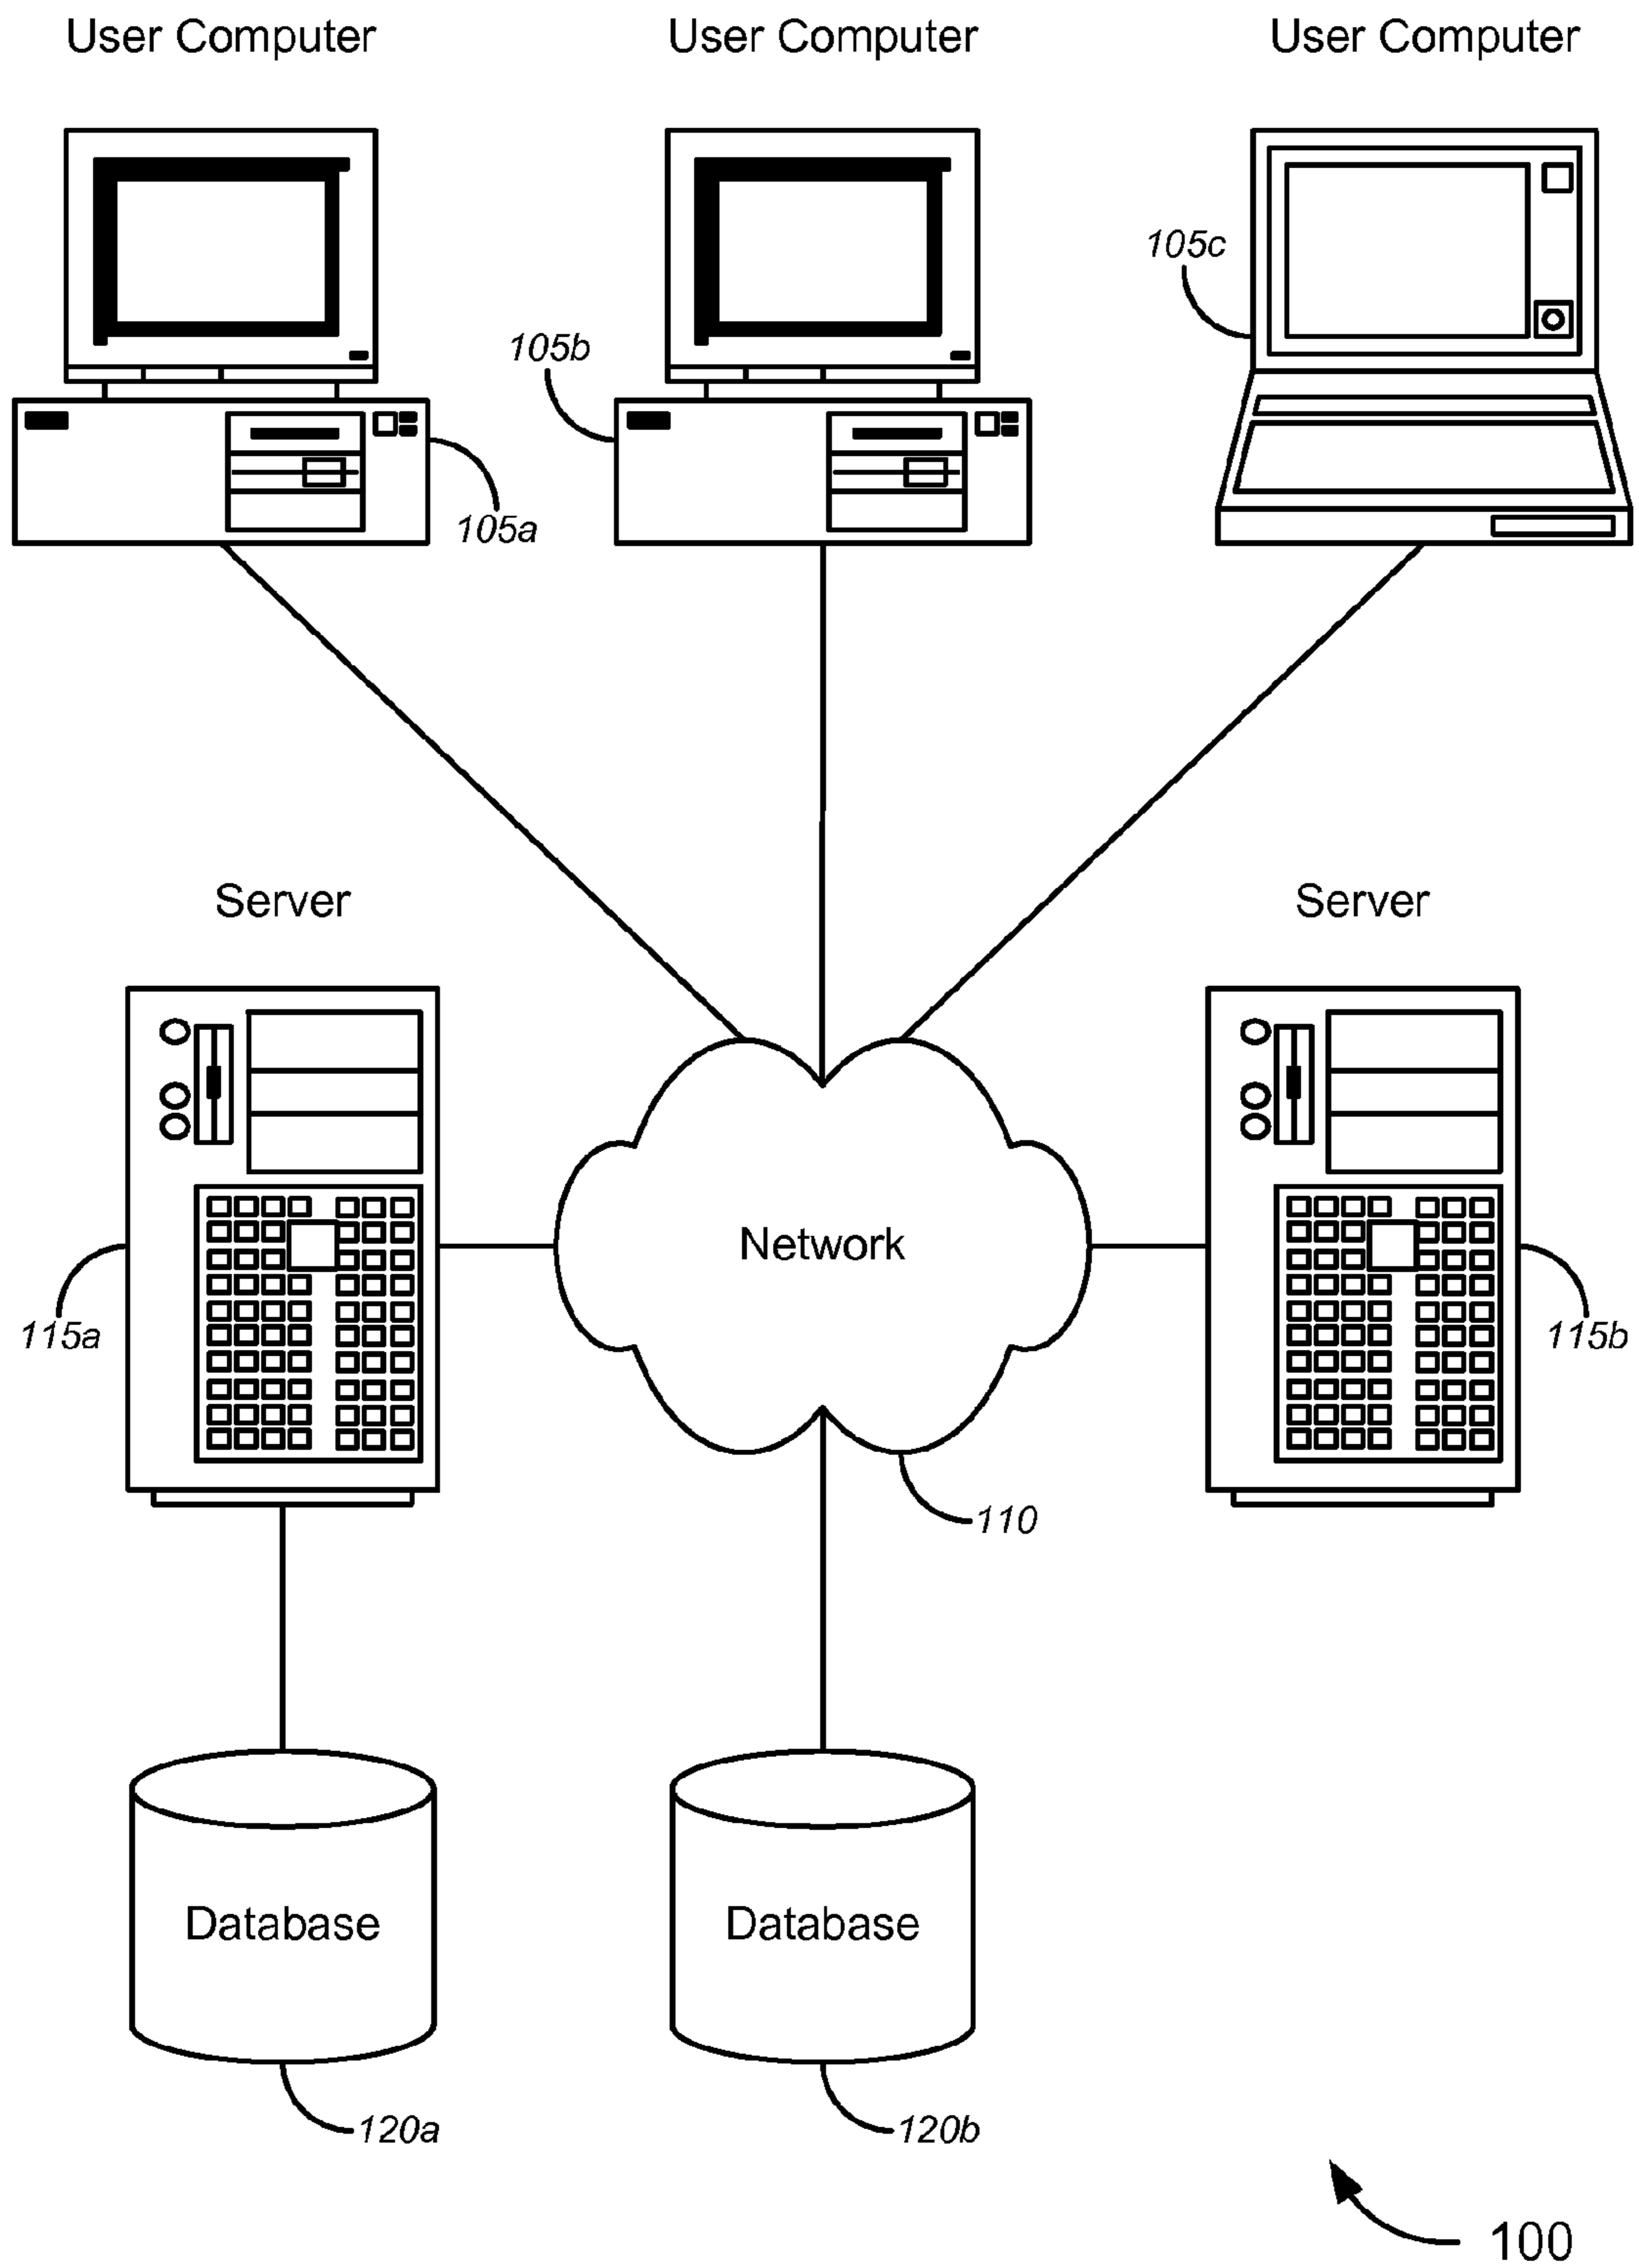 User Computer
User Computer
User Computer
105c
105b
105a
Server
Server
Network
115a
115b
110
Database
Database
120a
120b
100